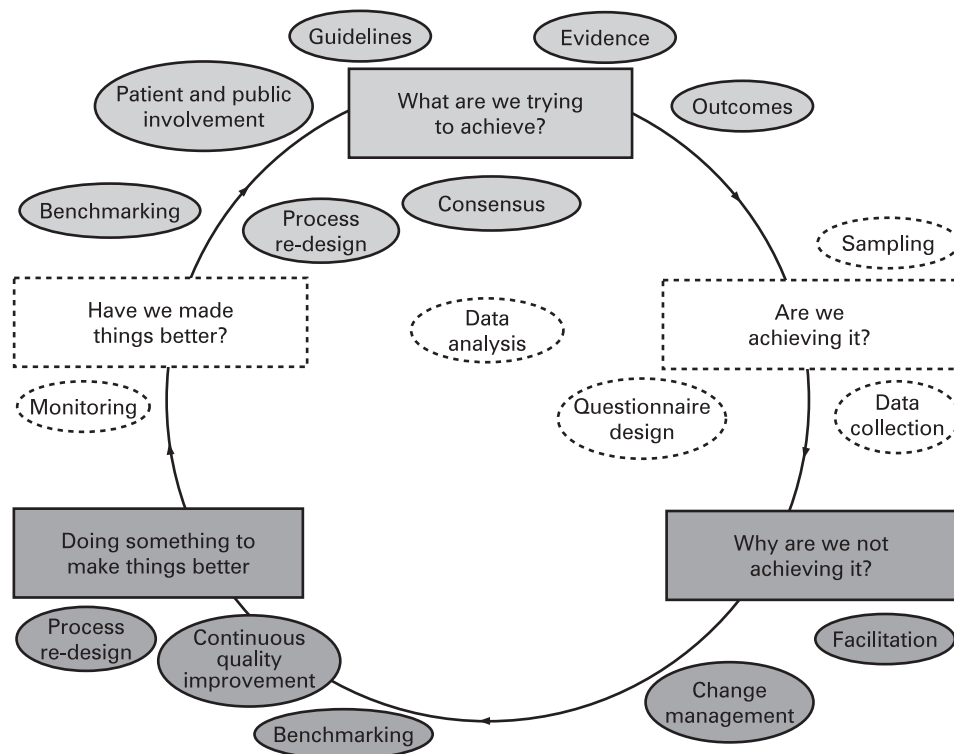 Guidelines
Evidence
Patient and public
involvement
What are we trying
to achieve?
Outcomes
Benchmarking
Process
re-design
Consensus
Sampling
Have we made
things better?
Data
analysis
Are we
achieving it?
Monitoring
Questionnaire
design
Data
collection
Doing something to
make things better
Why are we not
achieving it?
Process
re-design
Continuous
quality
improvement
Facilitation
Change
management
Benchmarking